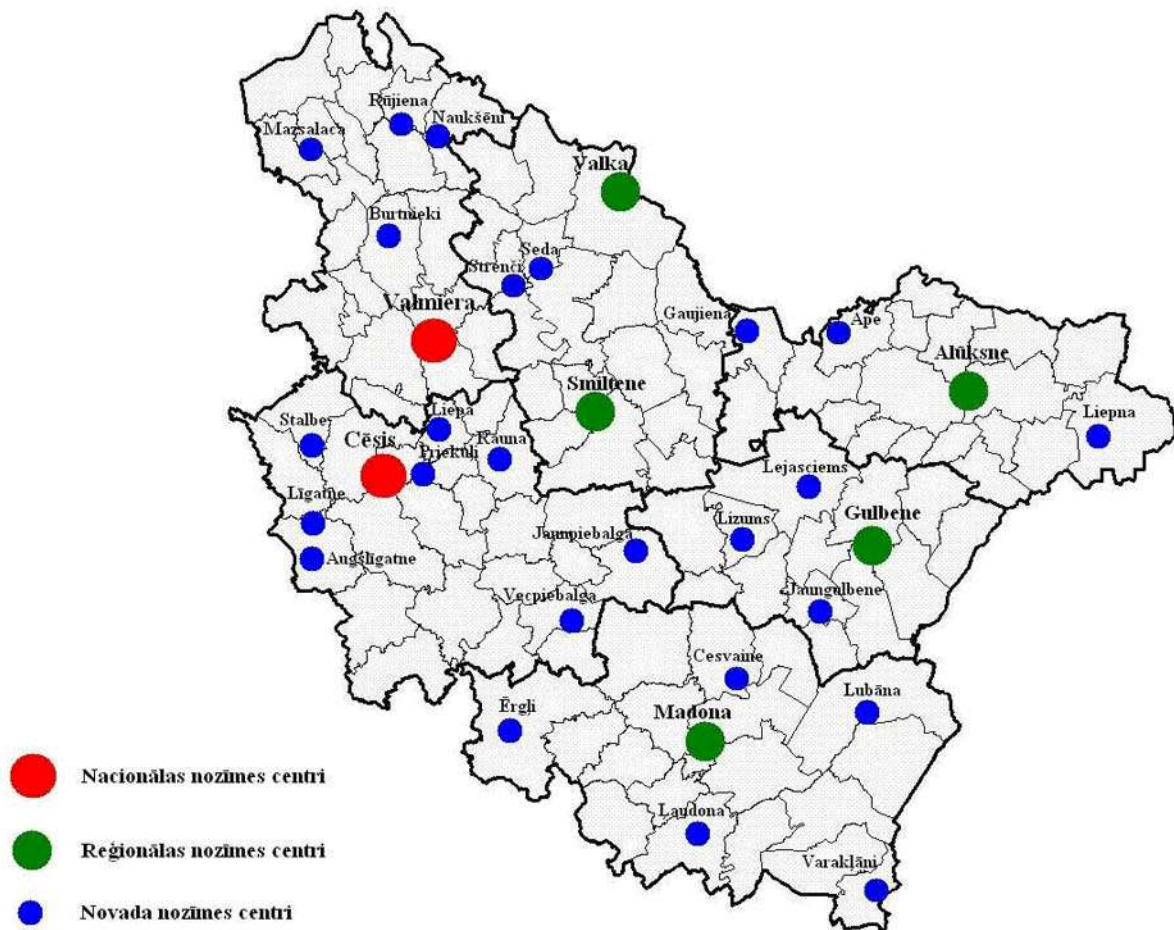 Rūjiena
Naukšēni
Mazsalaca
Valka
Burtnieki
Seda
Strenči
Valmiera
Gaujiena
Ape
Alūksne
Smiltene
Liepa
Stalbe
Liepna
Cēsis
Rauna
Priekuļi
Lejasciems
Līgatne
Gulbene
Lizums
Jaunpiebalga
Augšlīgatne
Jaungulbene
Vecpiebalga
Cesvaine
Lubāna
Ērgļi
Madona
Nacionālas nozīmes centri
Ļaudona
Reģionālas nozīmes centri
Varakļāni
Novada nozīmes centri